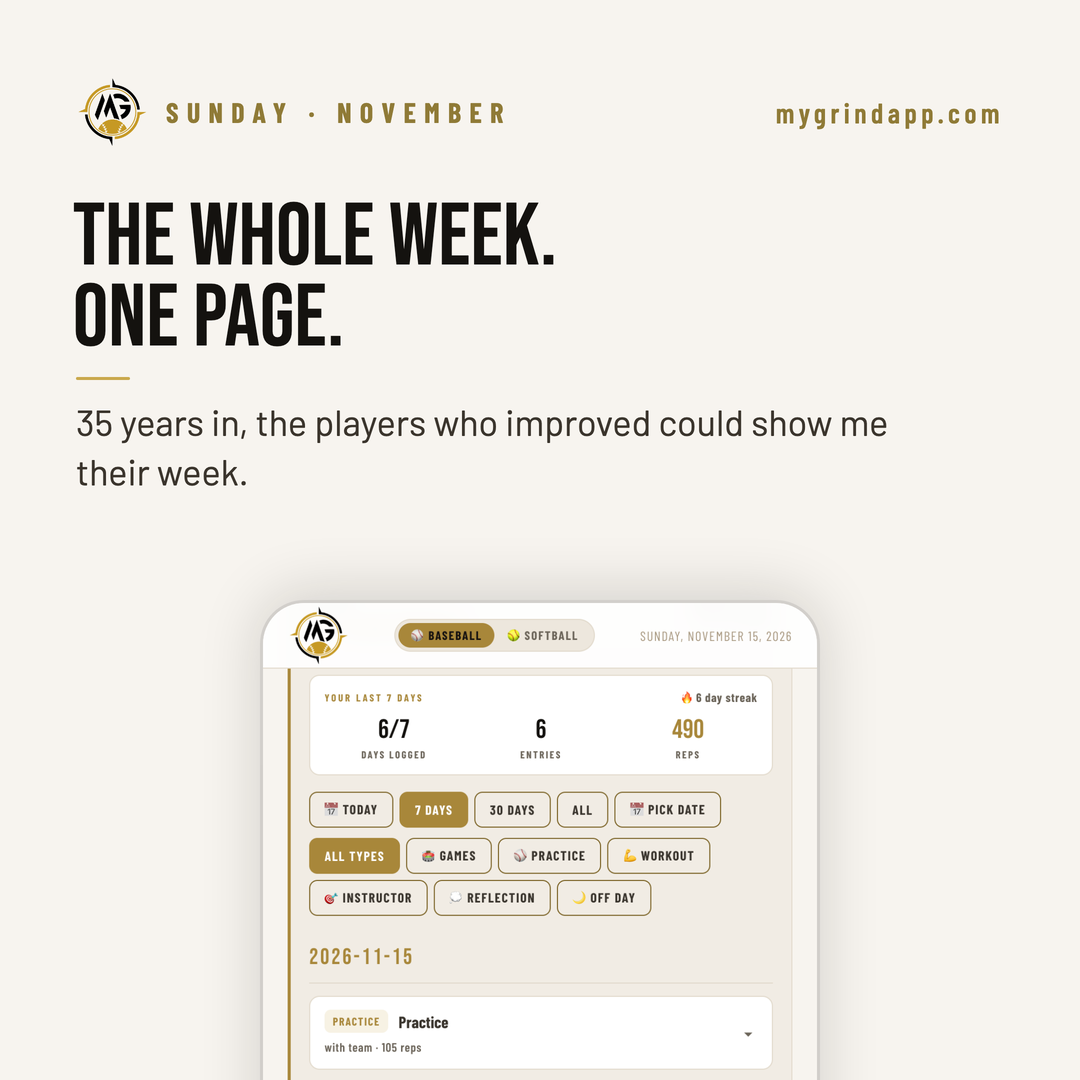 MG SUNDAY · NOVEMBER mygrindapp.com
THE WHOLE WEEK.
ONE PAGE.
35 years in, the players who improved could show me
their week.
MG BASEBALL SOFTBALL SUNDAY, NOVEMBER 15, 2026
YOUR LAST 7 DAYS 6 day streak
6/7 6 490
DAYS LOGGED ENTRIES REPS
TODAY 7 DAYS 30 DAYS ALL PICK DATE
ALL TYPES GAMES PRACTICE WORKOUT
INSTRUCTOR REFLECTION OFF DAY
2026-11-15
PRACTICE Practice
with team · 105 reps